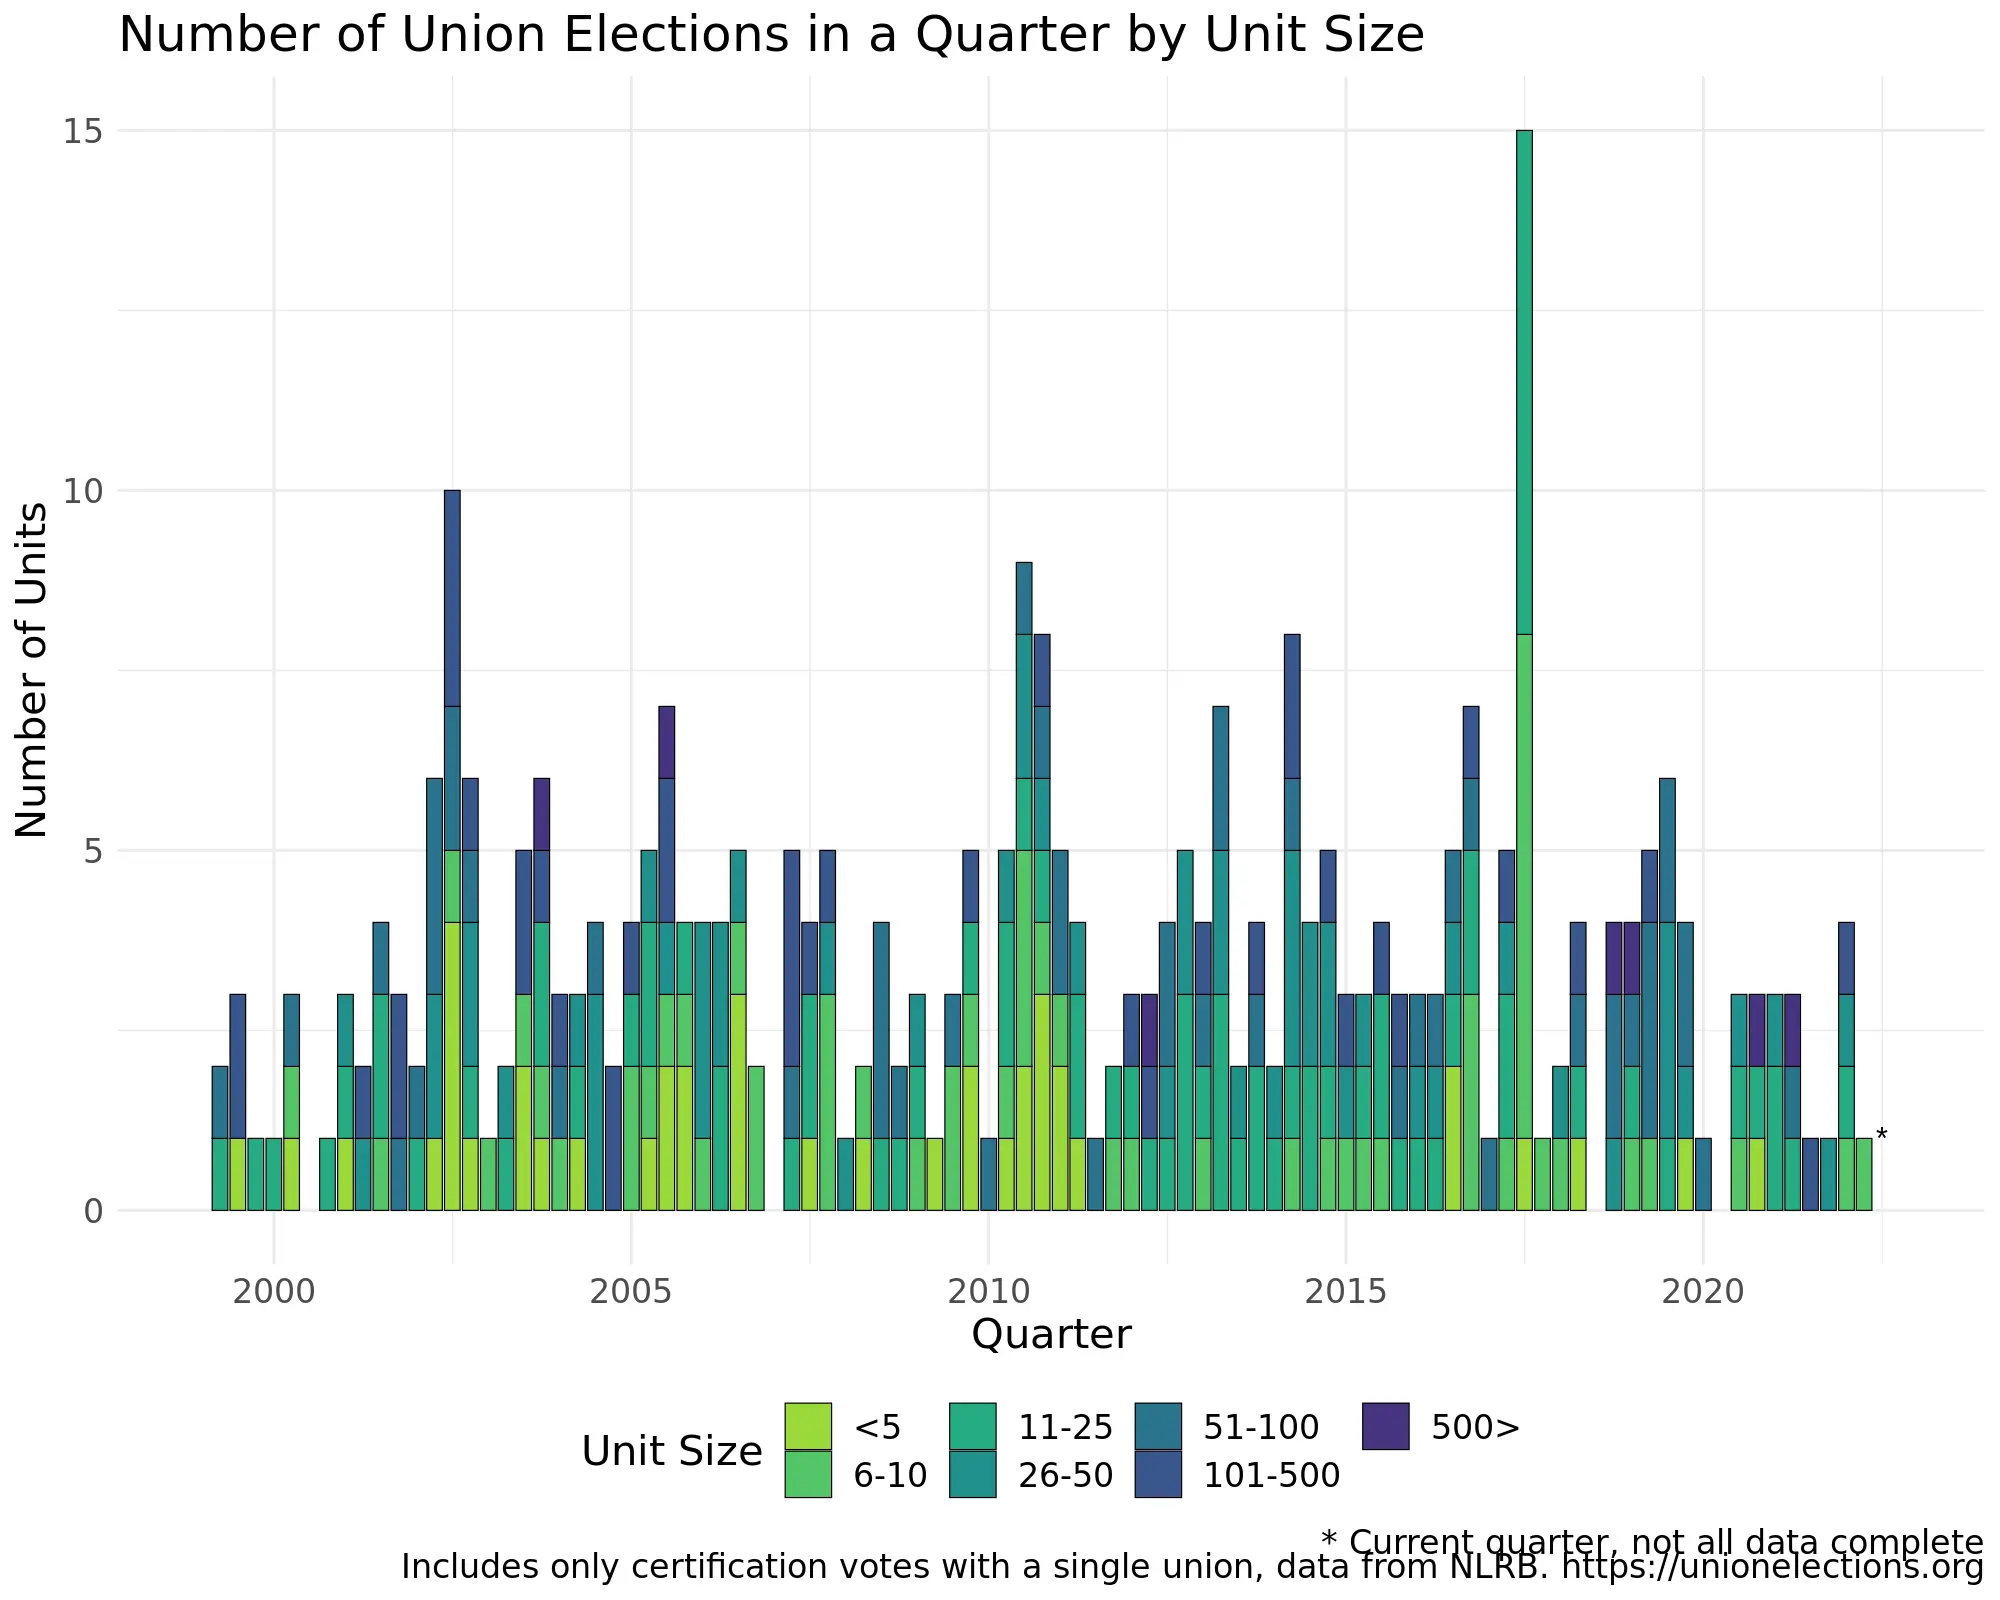 Number of Union Elections in a Quarter by Unit Size
15
10
5
0
Number of Units
*
2000 2005 2010 2015 2020
Quarter
Unit Size
<5 11-25 51-100 500>
6-10 26-50 101-500
* Current quarter, not all data complete
Includes only certification votes with a single union, data from NLRB. https://unionelections.org